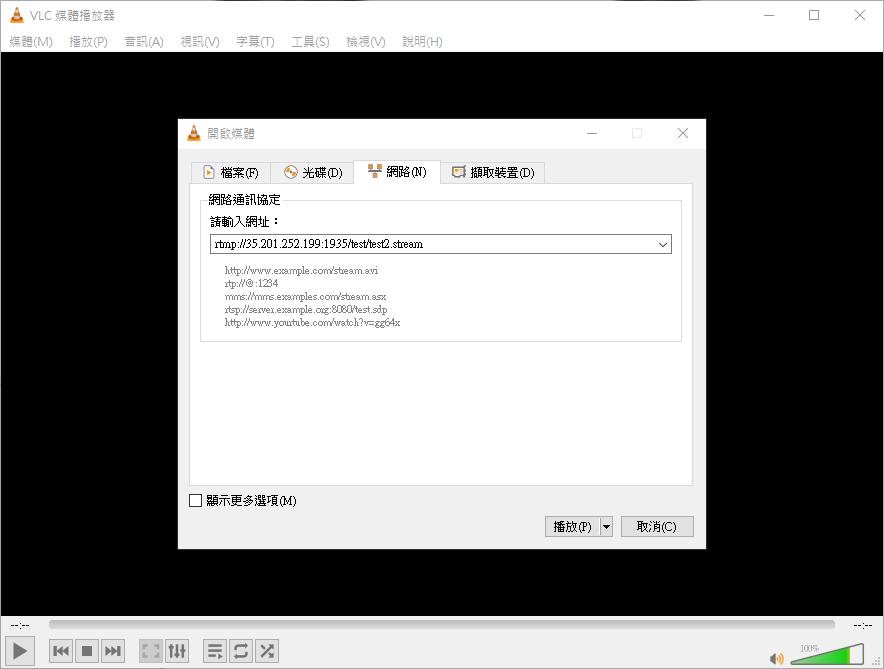 VLC 媒體播放器
媒體(M) 播放(P) 音訊(A) 視訊(V) 字幕(T) 工具(S) 檢視(V) 說明(H)
開啟媒體
檔案(F) 光碟(D) 網路(N) 擷取裝置(D)
網路通訊協定
請輸入網址：
rtmp://35.201.252.199:1935/test/test2.stream
http://www.example.com/stream.avi
rtp://@:1234
mms://mms.examples.com/stream.asx
rtsp://server.example.org:8080/test.sdp
http://www.yourtube.com/watch?v=gg64x
顯示更多選項(M)
播放(P) 取消(C)
--:-- --:--
100%